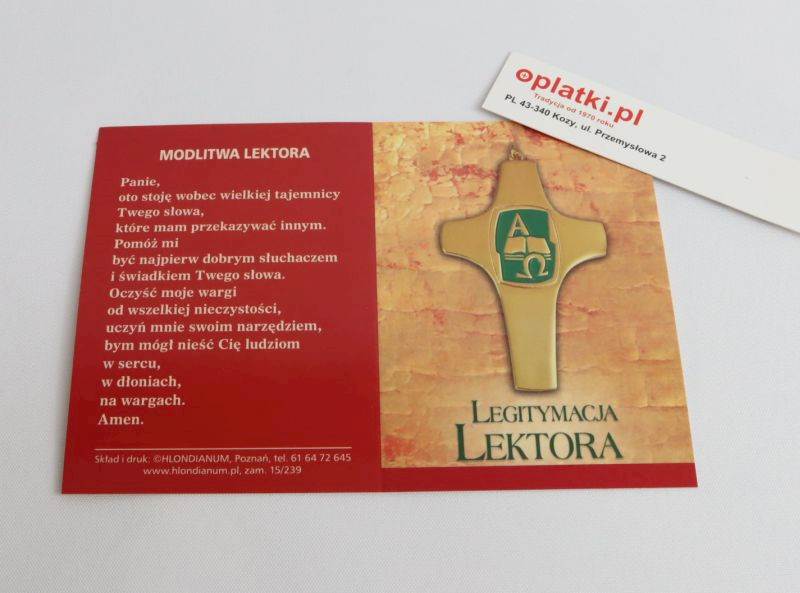 MODLITWA LEKTORA
Panie,
oto stoję wobec wielkiej tajemnicy
Twego słowa,
które mam przekazywać innym.
Pomóż mi
być najpierw dobrym słuchaczem
i świadkiem Twego słowa.
Oczyść moje wargi
od wszelkiej nieczystości,
uczyń mnie swoim narzędziem,
bym mógł nieść Cię ludziom
w sercu,
w dłoniach,
na wargach.
Amen.
Skład i druk: ©HLONDIANUM, Poznań, tel. 61 64 72 645
www.hlondianum.pl, zam. 15/239
Α
Ω
LEGITYMACJA
LEKTORA
oplatki.pl
Tradycja od 1970 roku
PL 43-340 Kozy, ul. Przemysłowa 2